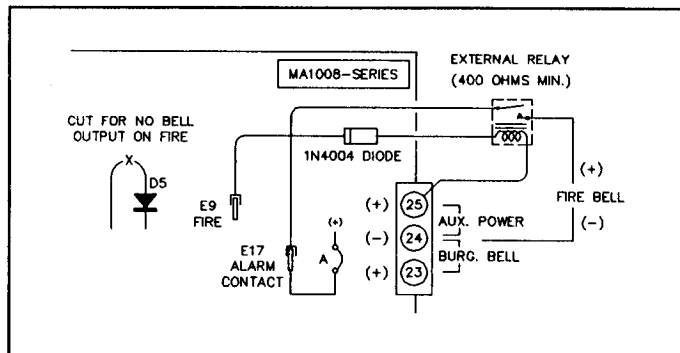 EXTERNAL RELAY
(400 OHMS MIN.)
MA1008-SERIES
CUT FOR NO BELL
OUTPUT ON FIRE
X
D5
1N4004 DIODE
A
E9
FIRE
(+)
25
AUX. POWER
(-)
24
(+)
23
BURG. BELL
(+)
FIRE BELL
(-)
E17
ALARM
CONTACT
(+)
A